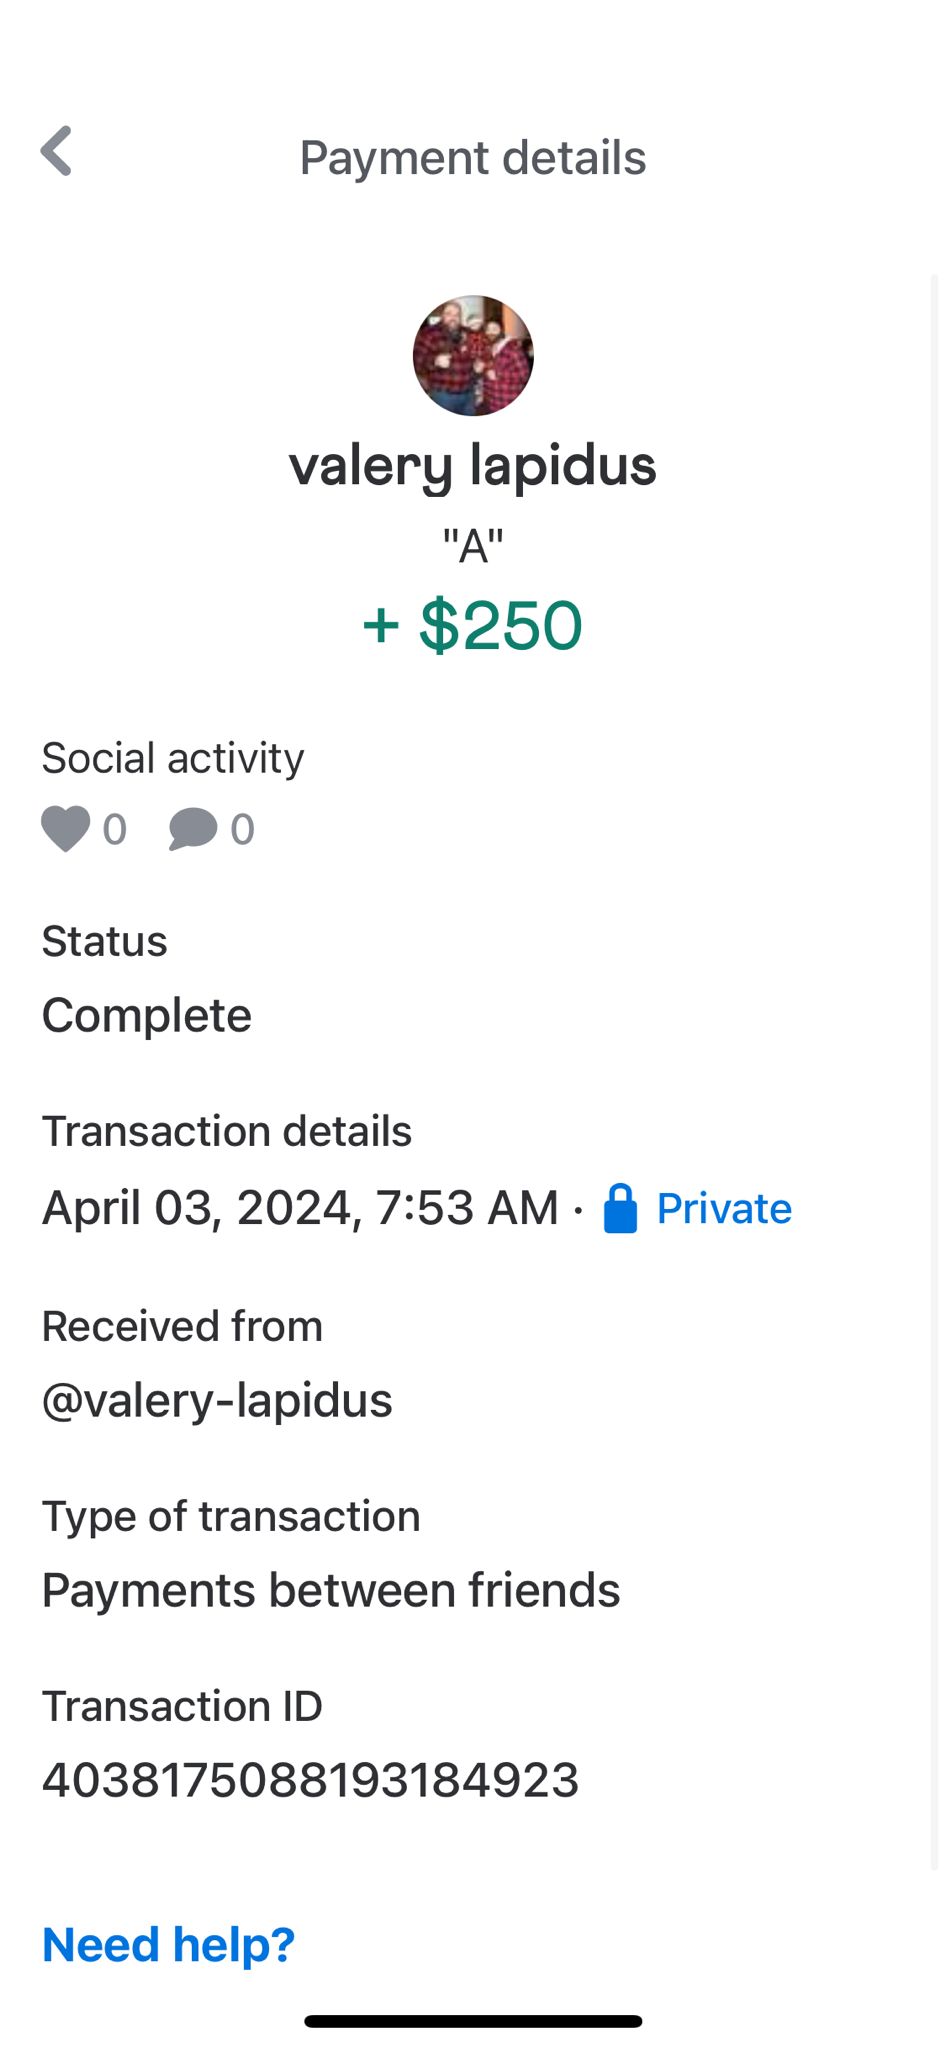 Payment details
valery lapidus
"A"
+ $250
Social activity
0 0
Status
Complete
Transaction details
April 03, 2024, 7:53 AM · Private
Received from
@valery-lapidus
Type of transaction
Payments between friends
Transaction ID
4038175088193184923
Need help?